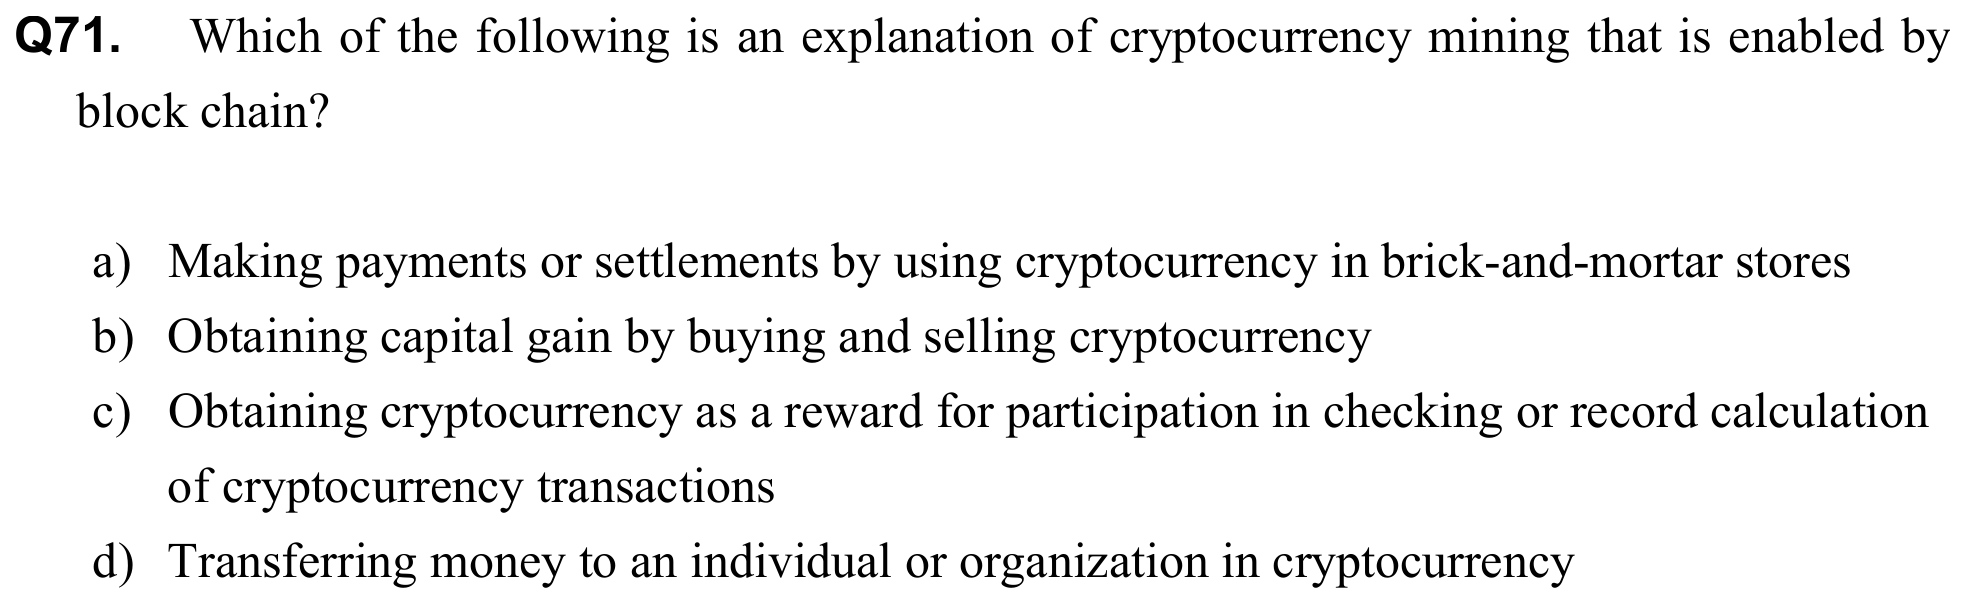 Q71. Which of the following is an explanation of cryptocurrency mining that is enabled by
block chain?
a) Making payments or settlements by using cryptocurrency in brick-and-mortar stores
b) Obtaining capital gain by buying and selling cryptocurrency
c) Obtaining cryptocurrency as a reward for participation in checking or record calculation
of cryptocurrency transactions
d) Transferring money to an individual or organization in cryptocurrency